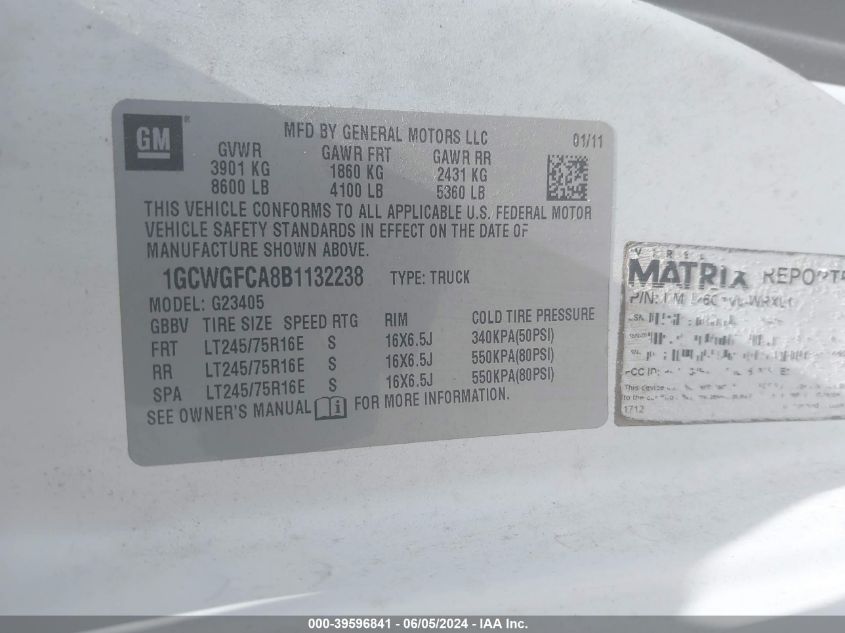 GM ®
MFD BY GENERAL MOTORS LLC 01/11
GVWR GAWR FRT GAWR RR
3901 KG 1860 KG 2431 KG
8600 LB 4100 LB 5360 LB
THIS VEHICLE CONFORMS TO ALL APPLICABLE U.S. FEDERAL MOTOR
VEHICLE SAFETY STANDARDS IN EFFECT ON THE DATE OF
MANUFACTURE SHOWN ABOVE.
1GCWGFCA8B1132238 TYPE: TRUCK
MODEL: G23405
GBBV TIRE SIZE SPEED RTG RIM COLD TIRE PRESSURE
FRT LT245/75R16E S 16X6.5J 340KPA(50PSI)
RR LT245/75R16E S 16X6.5J 550KPA(80PSI)
SPA LT245/75R16E S 16X6.5J 550KPA(80PSI)
SEE OWNER'S MANUAL FOR MORE INFORMATION.
MATRIX
P/N:
This device
to the
1712
000-39596841 - 06/05/2024 - IAA Inc.